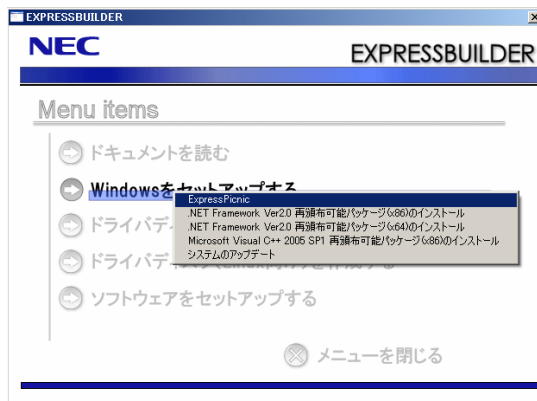 EXPRESSBUILDER
NEC
EXPRESSBUILDER
Menu items
ドキュメントを読む
Windowsをセットアップする
ExpressPicnic
.NET Framework Ver2.0 再頒布可能パッケージ(x86)のインストール
.NET Framework Ver2.0 再頒布可能パッケージ(x64)のインストール
Microsoft Visual C++ 2005 SP1 再頒布可能パッケージ(x86)のインストール
システムのアップデート
ドライバデ
ドライバデ
ソフトウェアをセットアップする
メニューを閉じる